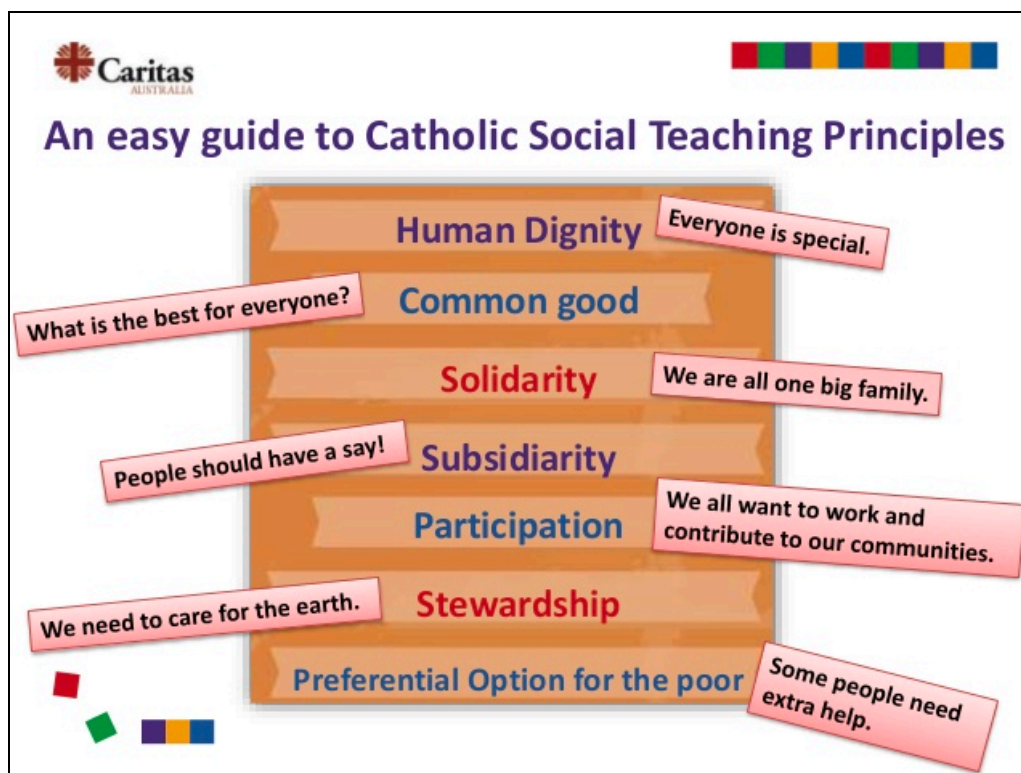 Caritas
AUSTRALIA
An easy guide to Catholic Social Teaching Principles
Human Dignity
Everyone is special.
Common good
What is the best for everyone?
Solidarity
We are all one big family.
Subsidiarity
People should have a say!
Participation
We all want to work and
contribute to our communities.
Stewardship
We need to care for the earth.
Preferential Option for the poor
Some people need
extra help.